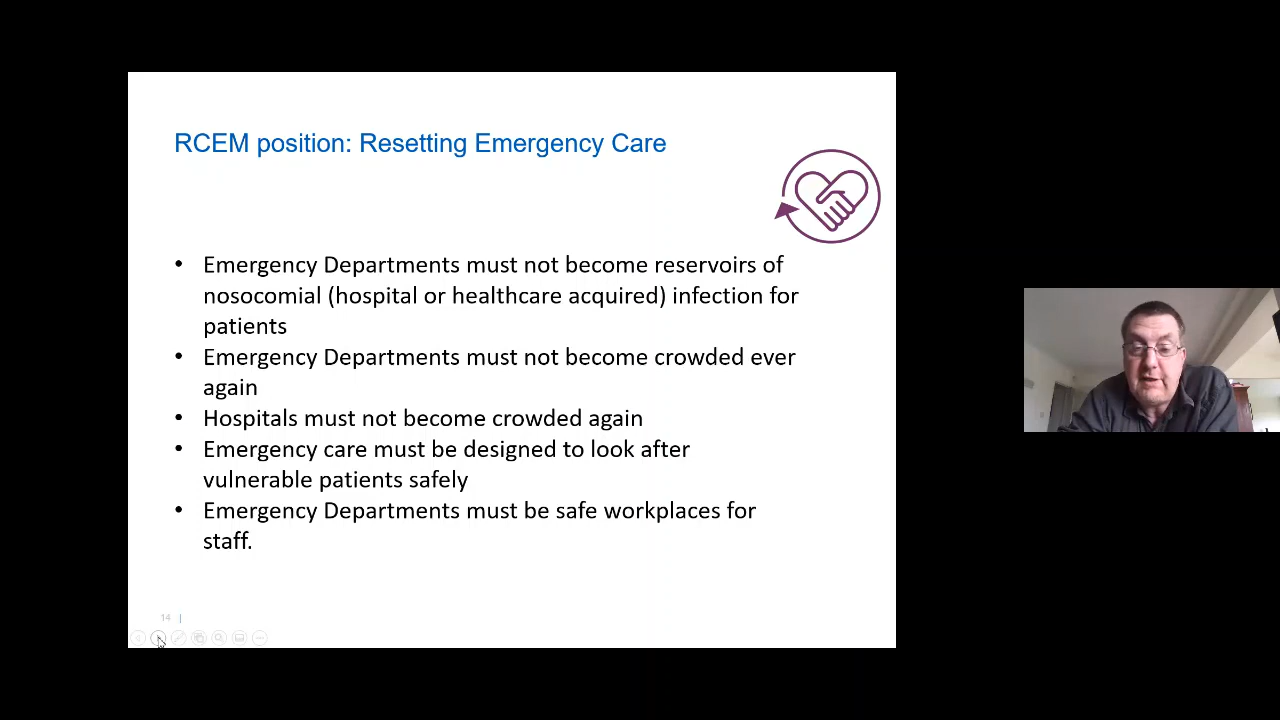 RCEM position: Resetting Emergency Care
• Emergency Departments must not become reservoirs of
nosocomial (hospital or healthcare acquired) infection for
patients
• Emergency Departments must not become crowded ever
again
• Hospitals must not become crowded again
• Emergency care must be designed to look after
vulnerable patients safely
• Emergency Departments must be safe workplaces for
staff.
14 |